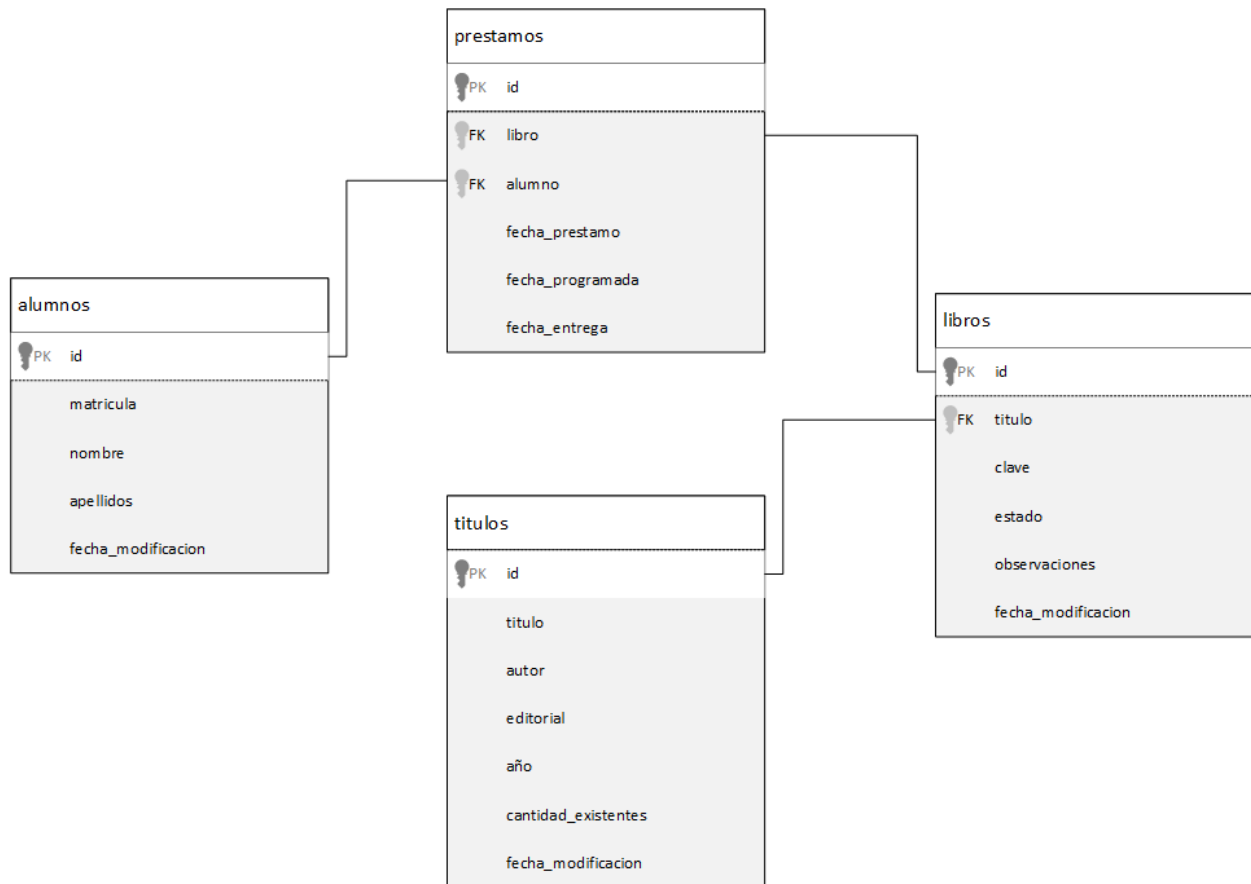 prestamos
PK id
FK libro
FK alumno
fecha_prestamo
fecha_programada
fecha_entrega
alumnos
PK id
matricula
nombre
apellidos
fecha_modificacion
libros
PK id
FK titulo
clave
estado
observaciones
fecha_modificacion
titulos
PK id
titulo
autor
editorial
año
cantidad_existentes
fecha_modificacion